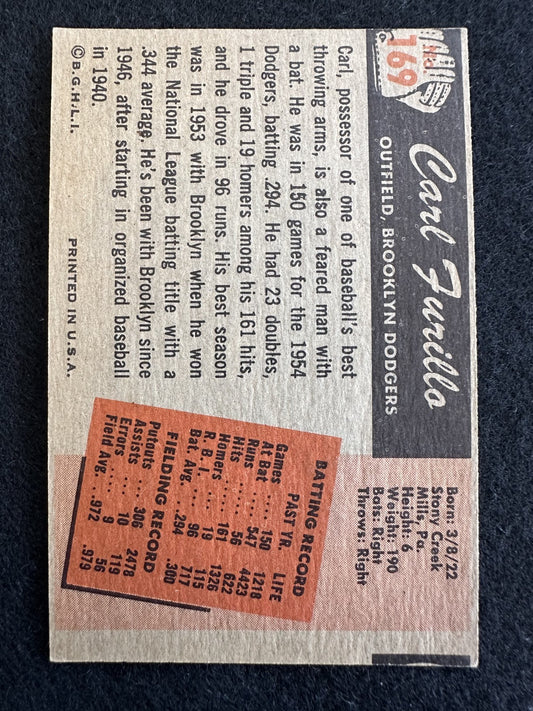 No.
169
Carl Furillo
OUTFIELD, BROOKLYN DODGERS
Born: 3/8/22
Stony Creek
Mills, Pa.
Height: 6
Weight: 190
Bats: Right
Throws: Right
Carl, possessor of one of baseball's best
throwing arms, is also a feared man with
a bat. He was in 150 games for the 1954
Dodgers, batting .294. He had 23 doubles,
1 triple and 19 homers among his 161 hits,
and he drove in 96 runs. His best season
was in 1953 with Brooklyn when he won
the National League batting title with a
.344 average. He's been with Brooklyn since
1946, after starting in organized baseball
in 1940.
©B.G.H.L.I. PRINTED IN U.S.A.
BATTING RECORD
PAST YR. LIFE
Games .... 150 1218
At Bat .... 547 4423
Runs .... 56 622
Hits .... 161 1326
Homers .... 19 115
R. B. I. .... 96 717
Bat. Avg. .. .294 .300
FIELDING RECORD
Putouts .... 306 2478
Assists .... 10 119
Errors .... 9 56
Field Avg. .. .972 .979